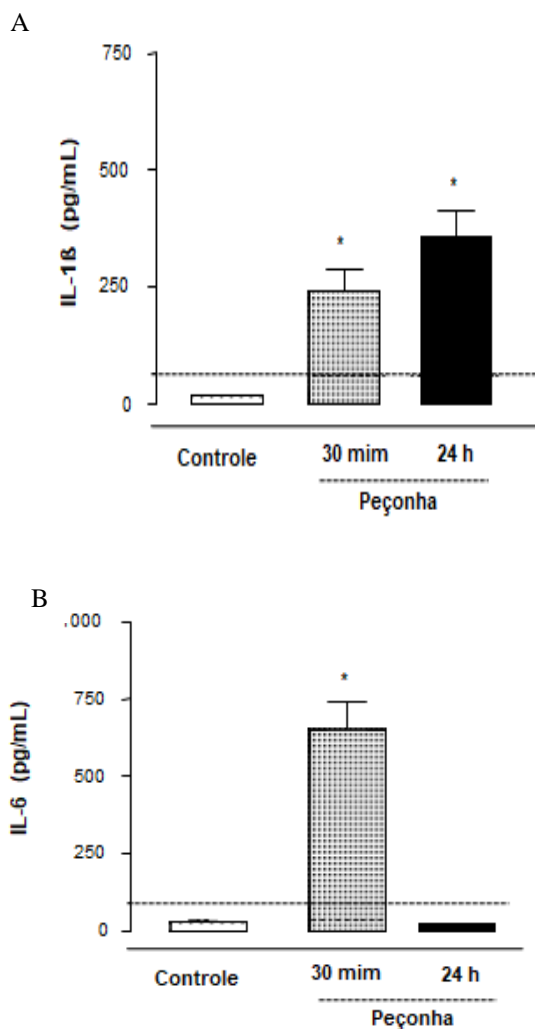 A
750
500
250
0
IL-1ß (pg/mL)
* *
Controle 30 mim 24 h
Peçonha
B
.000
750
500
250
0
IL-6 (pg/mL)
*
Controle 30 mim 24 h
Peçonha